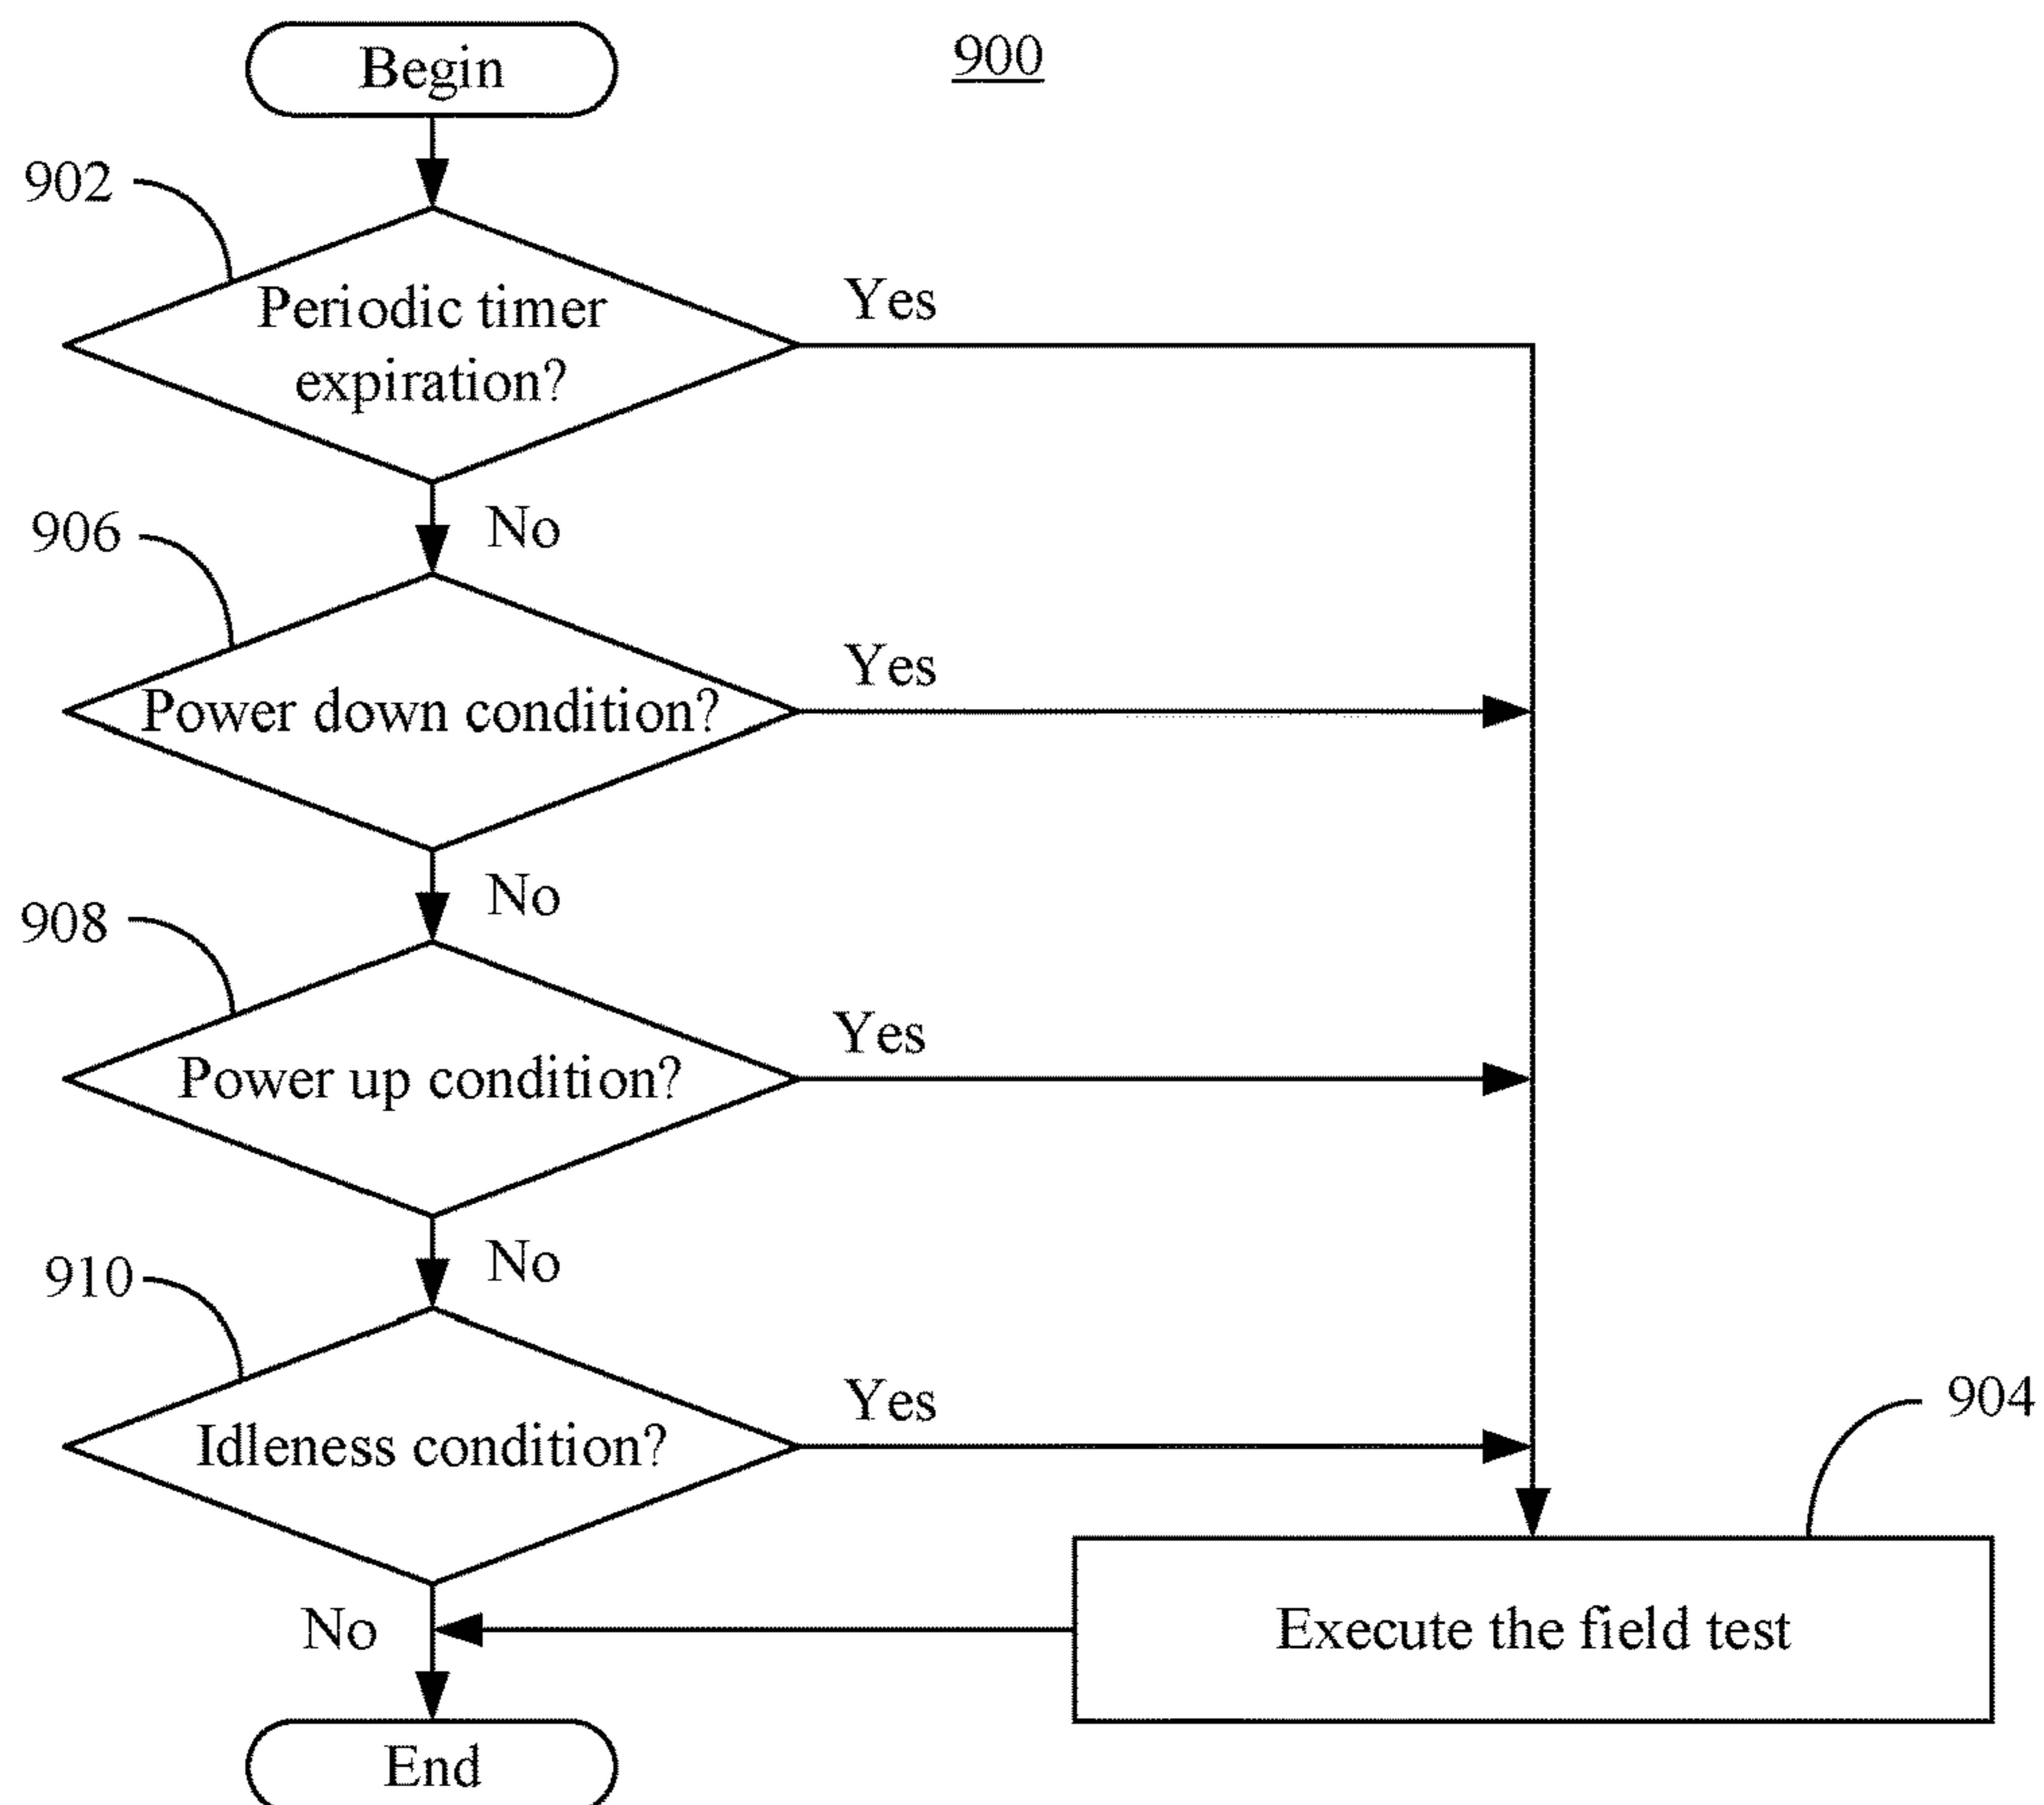 Begin
900
902
Periodic timer
expiration?
Yes
No
906
Power down condition?
Yes
No
908
Power up condition?
Yes
No
910
Idleness condition?
Yes
904
No
Execute the field test
End